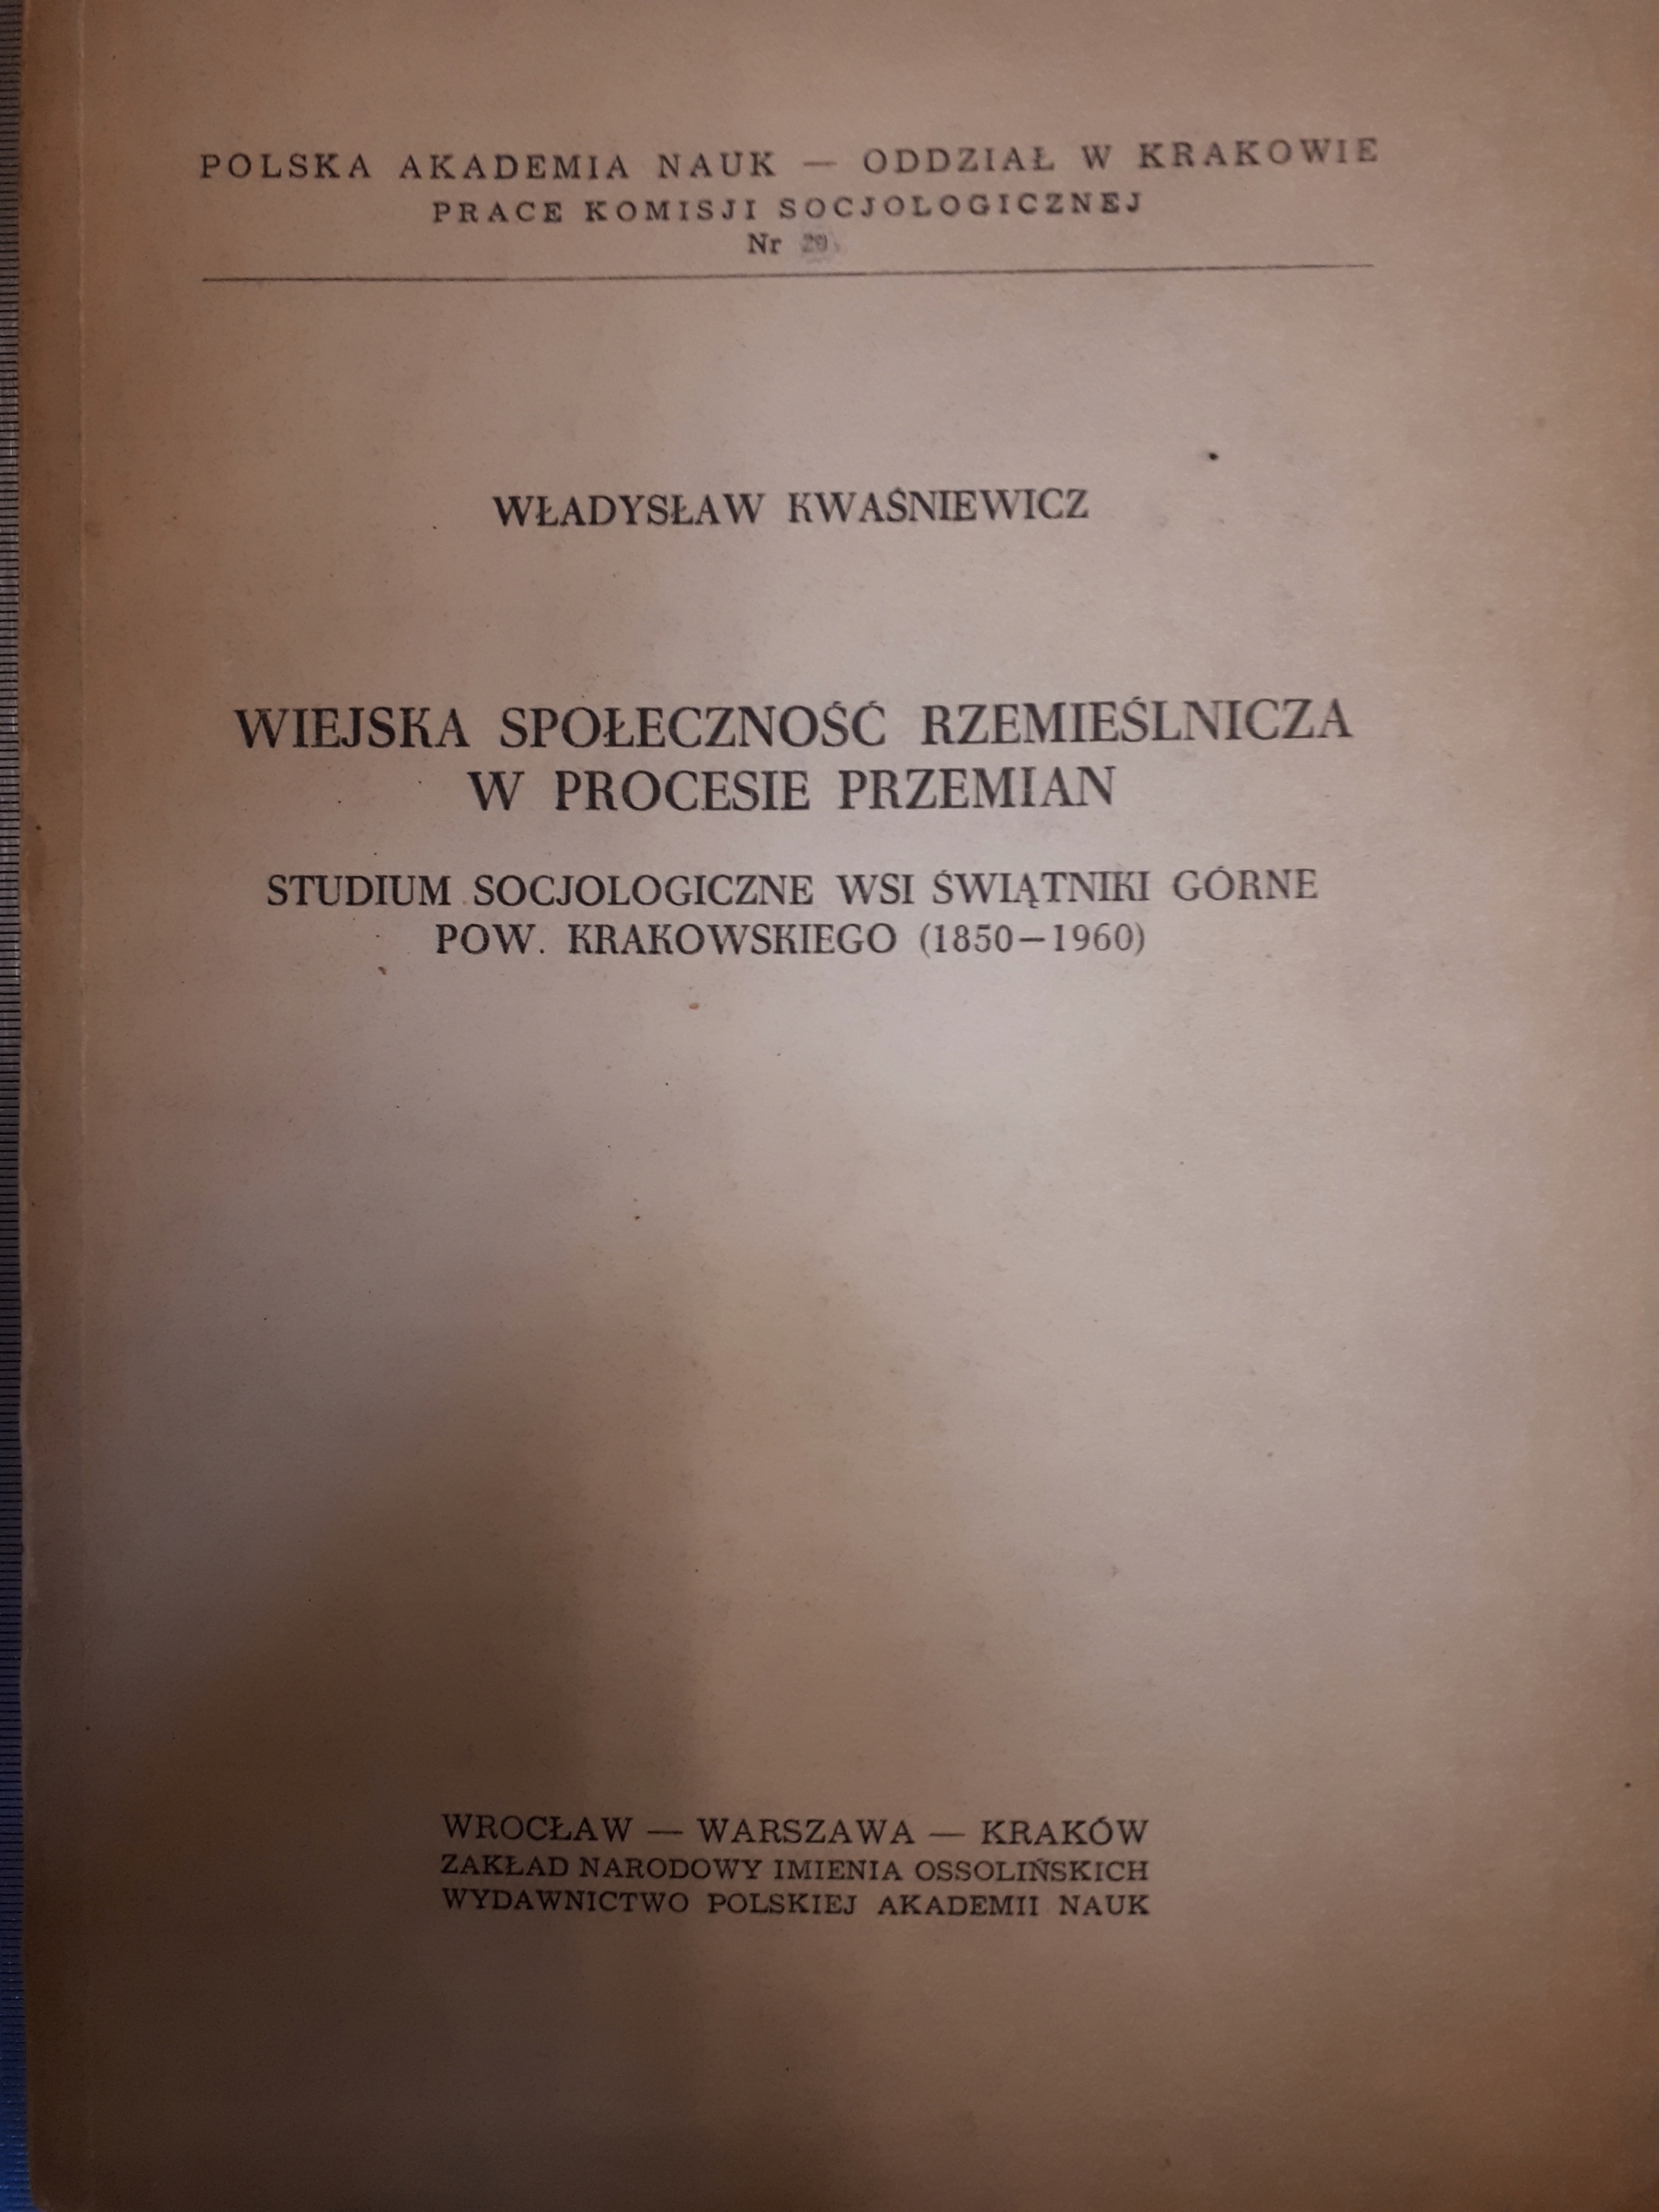 POLSKA AKADEMIA NAUK — ODDZIAŁ W KRAKOWIE
PRACE KOMISJI SOCJOLOGICZNEJ
Nr
WŁADYSŁAW KWAŚNIEWICZ
WIEJSKA SPOŁECZNOŚĆ RZEMIEŚLNICZA
W PROCESIE PRZEMIAN
STUDIUM SOCJOLOGICZNE WSI ŚWIĄTNIKI GÓRNE
POW. KRAKOWSKIEGO (1850—1960)
WROCŁAW — WARSZAWA — KRAKÓW
ZAKŁAD NARODOWY IMIENIA OSSOLIŃSKICH
WYDAWNICTWO POLSKIEJ AKADEMII NAUK